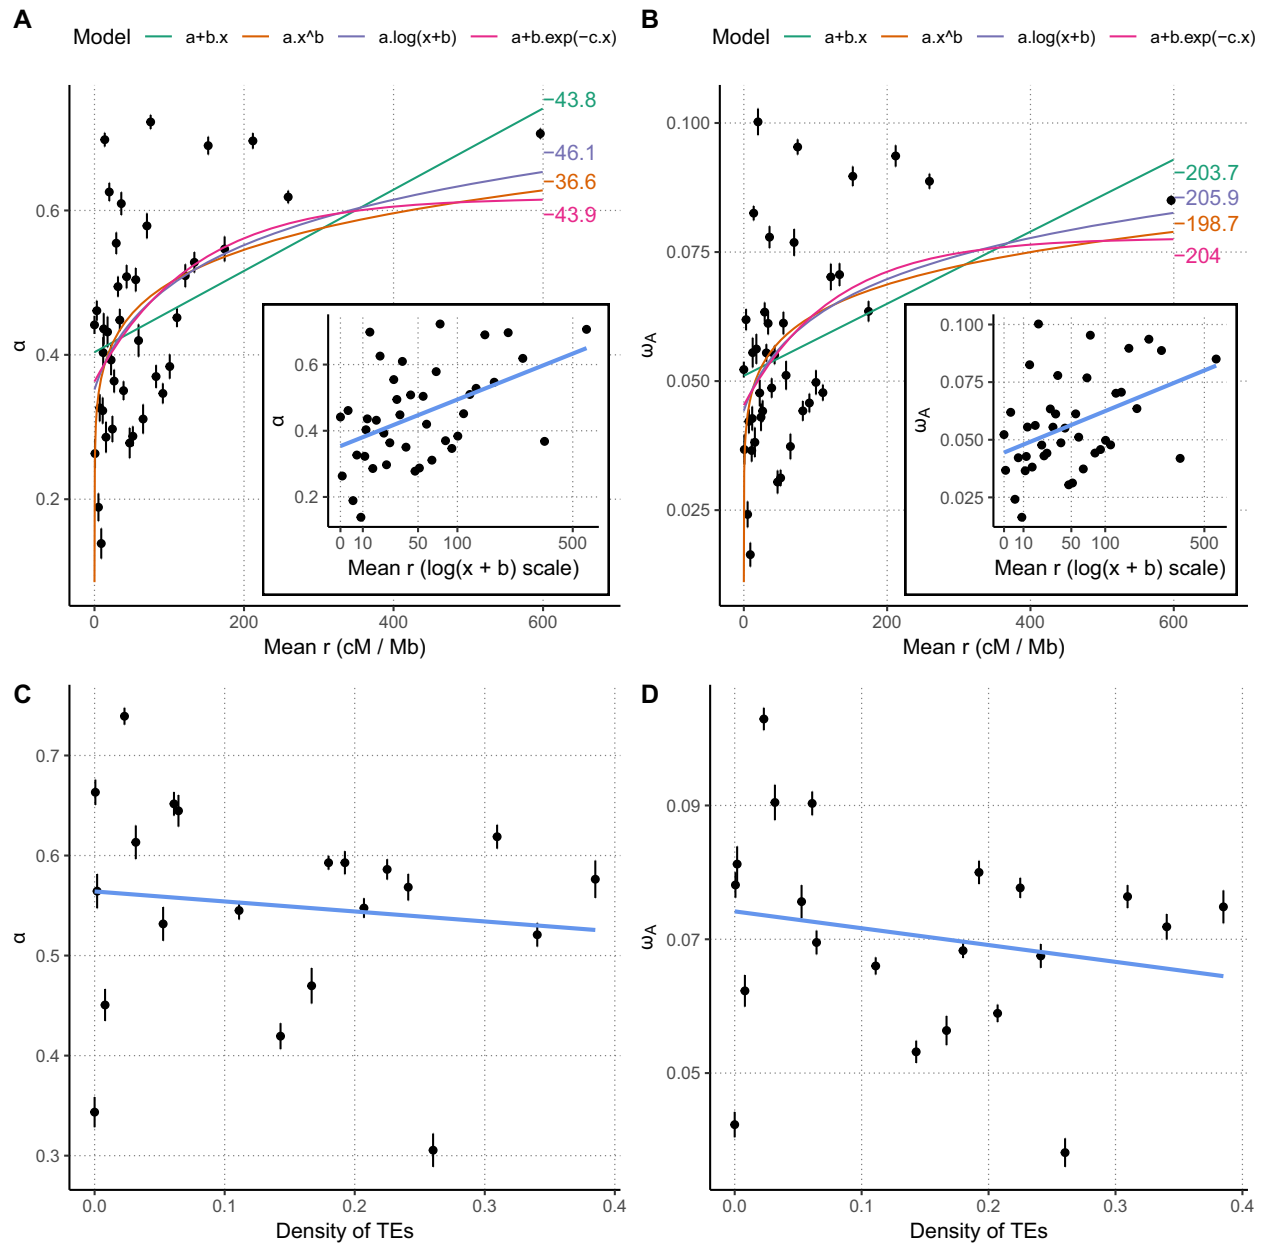 A
Model a+b.x a.x^b a.log(x+b) a+b.exp(−c.x)
−43.8
−46.1
−36.6
−43.9
0.6
0.4
0.2
α
0.6
0.4
0.2
α
0 10 50 100 500
Mean r (log(x + b) scale)
0 200 400 600
Mean r (cM / Mb)
B
Model a+b.x a.x^b a.log(x+b) a+b.exp(−c.x)
−203.7
−205.9
−198.7
−204
0.100
0.075
0.050
0.025
ωA
0.100
0.075
0.050
0.025
ωA
0 10 50 100 500
Mean r (log(x + b) scale)
0 200 400 600
Mean r (cM / Mb)
C
0.7
0.6
0.5
0.4
0.3
α
0.0 0.1 0.2 0.3 0.4
Density of TEs
D
0.09
0.07
0.05
ωA
0.0 0.1 0.2 0.3 0.4
Density of TEs